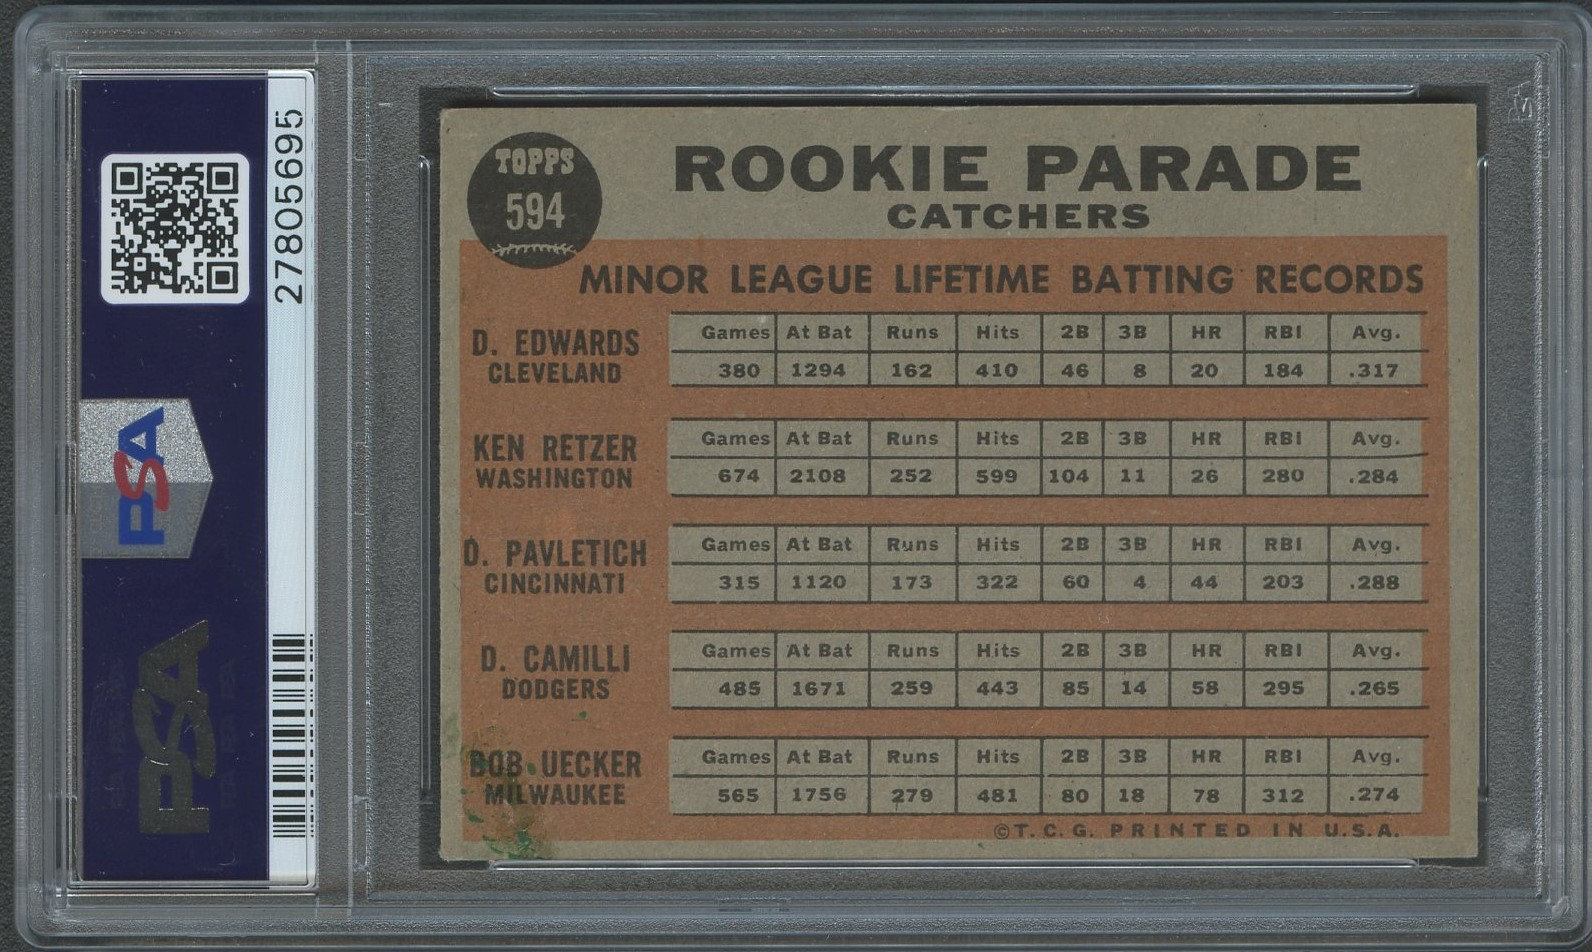 27805695
PSA
PSA
TOPPS
594
ROOKIE PARADE
CATCHERS
MINOR LEAGUE LIFETIME BATTING RECORDS
D. EDWARDS
CLEVELAND
Games At Bat Runs Hits 2B 3B HR RBI Avg.
380 1294 162 410 46 8 20 184 .317
KEN RETZER
WASHINGTON
Games At Bat Runs Hits 2B 3B HR RBI Avg.
674 2108 252 599 104 11 26 280 .284
D. PAVLETICH
CINCINNATI
Games At Bat Runs Hits 2B 3B HR RBI Avg.
315 1120 173 322 60 4 44 203 .288
D. CAMILLI
DODGERS
Games At Bat Runs Hits 2B 3B HR RBI Avg.
485 1671 259 443 85 14 58 295 .265
BOB UECKER
MILWAUKEE
Games At Bat Runs Hits 2B 3B HR RBI Avg.
565 1756 279 481 80 18 78 312 .274
©T.C.G. PRINTED IN U.S.A.